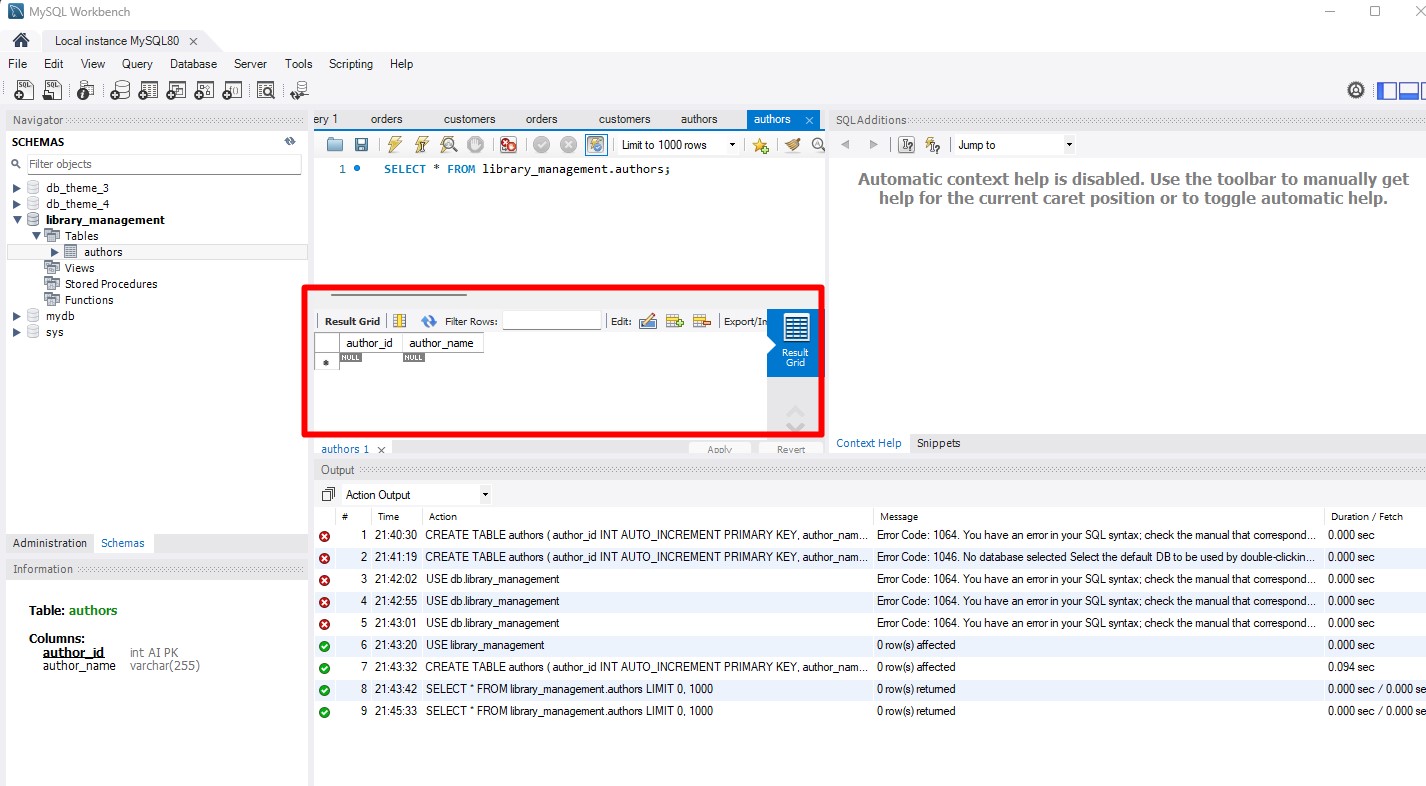 MySQL Workbench
Local instance MySQL80
File Edit View Query Database Server Tools Scripting Help
Navigator
SCHEMAS
Filter objects
db_theme_3
db_theme_4
library_management
Tables
authors
Views
Stored Procedures
Functions
mydb
sys
Administration Schemas
Information
Table: authors
Columns:
author_id int AI PK
author_name varchar(255)
ery 1 orders customers orders customers authors authors
Limit to 1000 rows
1 SELECT * FROM library_management.authors;
Result Grid Filter Rows: Edit: Export/Im
author_id author_name
NULL NULL
Result
Grid
authors 1 Apply Revert
SQLAdditions
Jump to
Automatic context help is disabled. Use the toolbar to manually get
help for the current caret position or to toggle automatic help.
Context Help Snippets
Output
Action Output
# Time Action Message Duration / Fetch
1 21:40:30 CREATE TABLE authors ( author_id INT AUTO_INCREMENT PRIMARY KEY, author_nam... Error Code: 1064. You have an error in your SQL syntax; check the manual that correspond... 0.000 sec
2 21:41:19 CREATE TABLE authors ( author_id INT AUTO_INCREMENT PRIMARY KEY, author_nam... Error Code: 1046. No database selected Select the default DB to be used by double-clickin... 0.000 sec
3 21:42:02 USE db.library_management Error Code: 1064. You have an error in your SQL syntax; check the manual that correspond... 0.000 sec
4 21:42:55 USE db.library_management Error Code: 1064. You have an error in your SQL syntax; check the manual that correspond... 0.000 sec
5 21:43:01 USE db.library_management Error Code: 1064. You have an error in your SQL syntax; check the manual that correspond... 0.000 sec
6 21:43:20 USE library_management 0 row(s) affected 0.000 sec
7 21:43:32 CREATE TABLE authors ( author_id INT AUTO_INCREMENT PRIMARY KEY, author_nam... 0 row(s) affected 0.094 sec
8 21:43:42 SELECT * FROM library_management.authors LIMIT 0, 1000 0 row(s) returned 0.000 sec / 0.000 se
9 21:45:33 SELECT * FROM library_management.authors LIMIT 0, 1000 0 row(s) returned 0.000 sec / 0.000 se